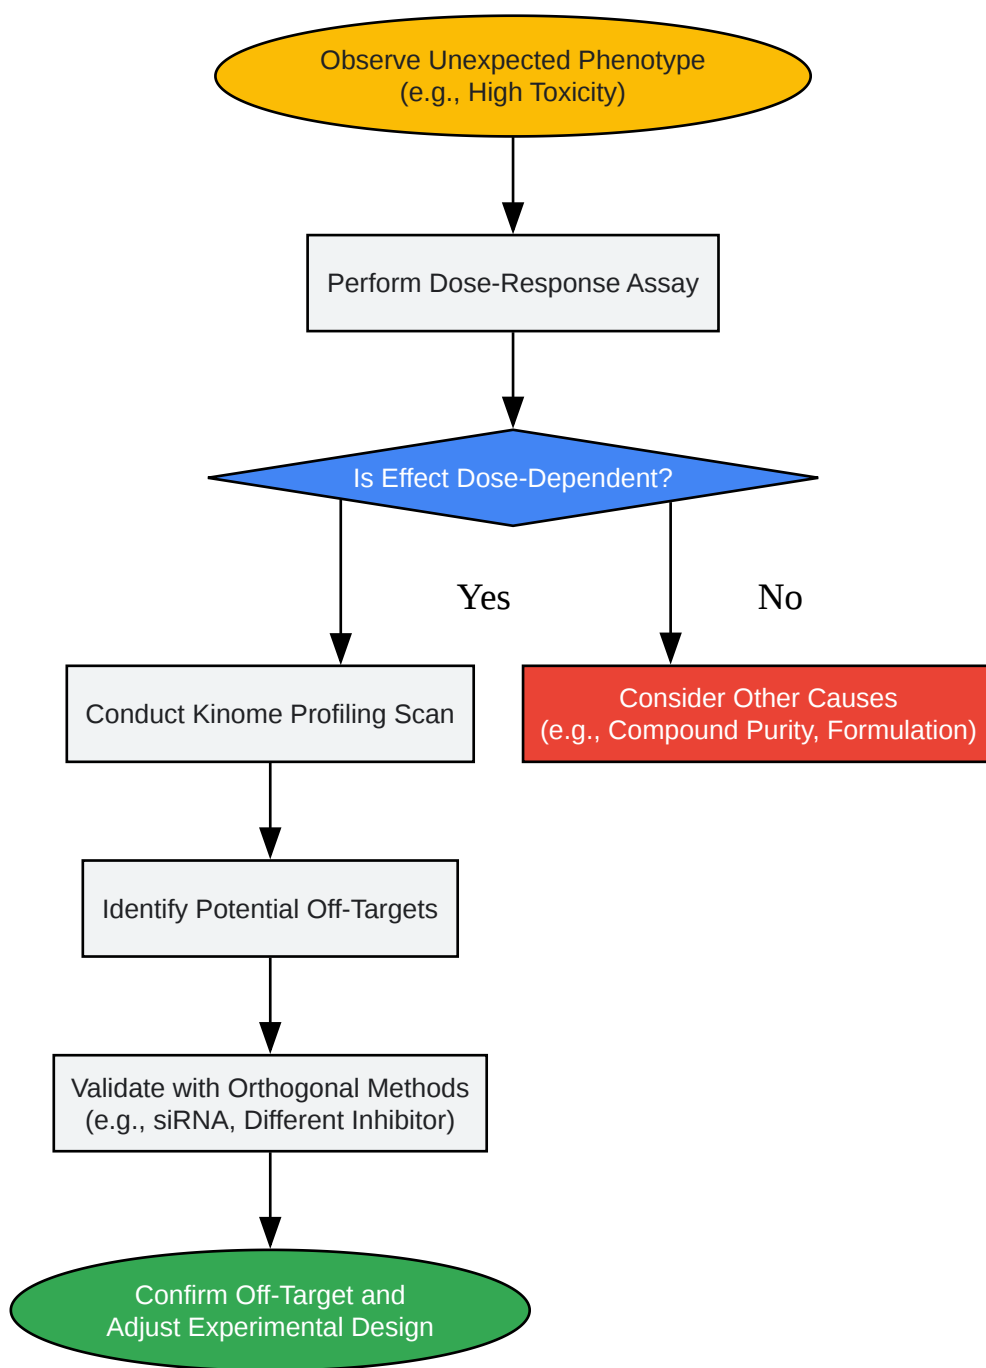 Observe Unexpected Phenotype
(e.g., High Toxicity)
Perform Dose-Response Assay
Is Effect Dose-Dependent?
Yes
No
Conduct Kinome Profiling Scan
Consider Other Causes
(e.g., Compound Purity, Formulation)
Identify Potential Off-Targets
Validate with Orthogonal Methods
(e.g., siRNA, Different Inhibitor)
Confirm Off-Target and
Adjust Experimental Design